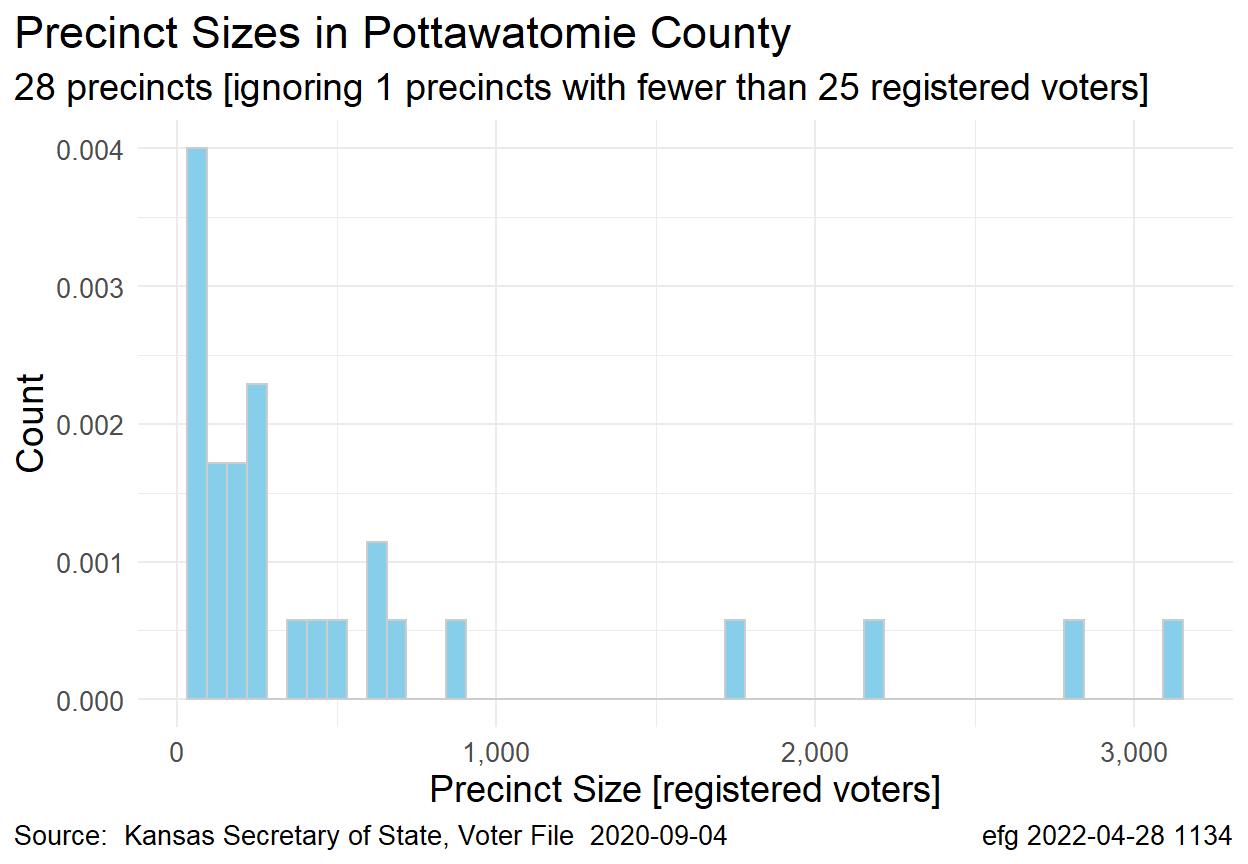 Precinct Sizes in Pottawatomie County
28 precincts [ignoring 1 precincts with fewer than 25 registered voters]
0.004
0.003
0.002
0.001
0.000
Count
0 1,000 2,000 3,000
Precinct Size [registered voters]
Source:  Kansas Secretary of State, Voter File  2020-09-04 efg 2022-04-28 1134